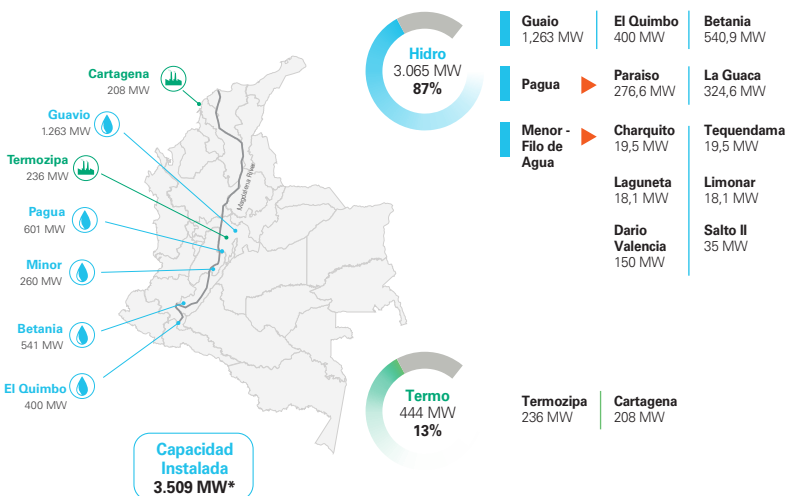 Cartagena
208 MW
Guavio
1.263 MW
Termozipa
236 MW
Pagua
601 MW
Minor
260 MW
Betania
541 MW
El Quimbo
400 MW
Magdalena River
Capacidad
Instalada
3.509 MW*
Hidro
3.065 MW
87%
Guaio
1,263 MW
El Quimbo
400 MW
Betania
540,9 MW
Pagua
Paraiso
276,6 MW
La Guaca
324,6 MW
Menor -
Filo de
Agua
Charquito
19,5 MW
Tequendama
19,5 MW
Laguneta
18,1 MW
Limonar
18,1 MW
Dario
Valencia
150 MW
Salto II
35 MW
Termo
444 MW
13%
Termozipa
236 MW
Cartagena
208 MW